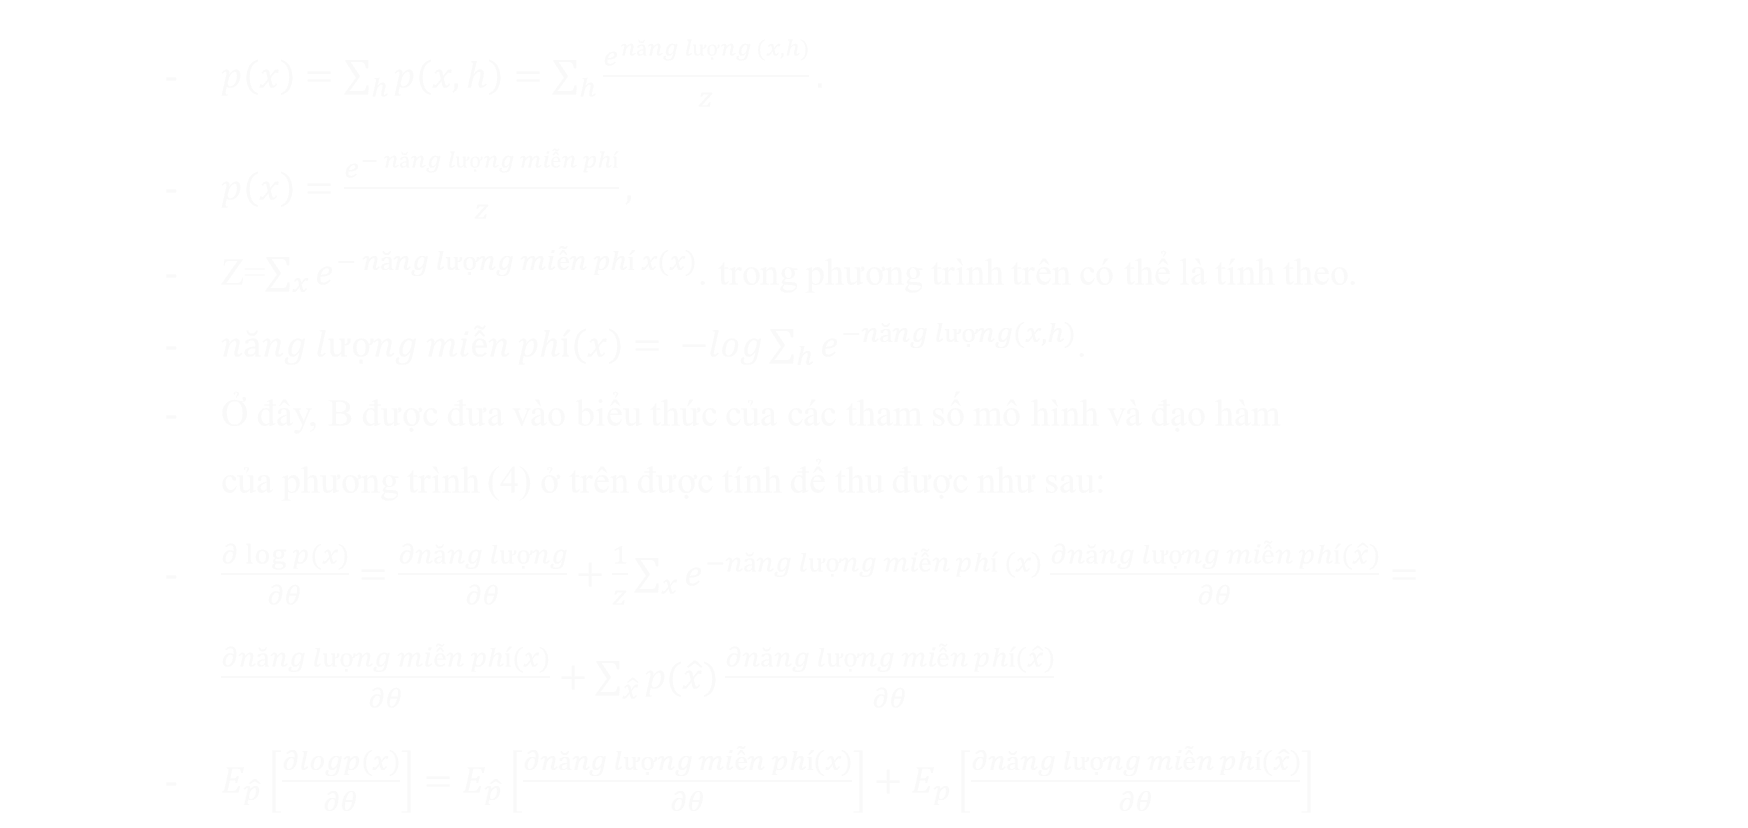 - p(x) = ∑_h p(x, h) = ∑_h e^{năng lượng (x,h)}/z .
- p(x) = e^{− năng lượng miễn phí}/z ,
- Z=∑_x e^{− năng lượng miễn phí x(x)}. trong phương trình trên có thể là tính theo.
- năng lượng miễn phí(x) = −log ∑_h e^{−năng lượng(x,h)}.
- Ở đây, B được đưa vào biểu thức của các tham số mô hình và đạo hàm
của phương trình (4) ở trên được tính để thu được như sau:
- ∂ log p(x)/∂θ = ∂năng lượng/∂θ + 1/z ∑_x e^{−năng lượng miễn phí (x)} ∂năng lượng miễn phí(x̂)/∂θ =
∂năng lượng miễn phí(x)/∂θ + ∑_x̂ p(x̂) ∂năng lượng miễn phí(x̂)/∂θ
- E_p̂ [∂logp(x)/∂θ] = E_p̂ [∂năng lượng miễn phí(x)/∂θ] + E_p [∂năng lượng miễn phí(x̂)/∂θ]